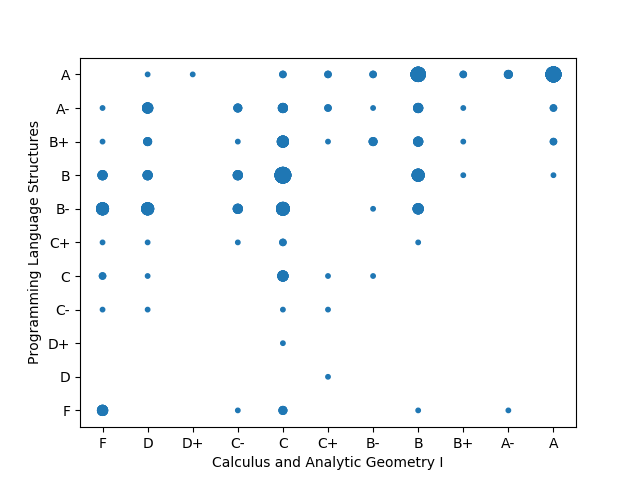 Programming Language Structures
A
A-
B+
B
B-
C+
C
C-
D+
D
F
F D D+ C- C C+ B- B B+ A- A
Calculus and Analytic Geometry I